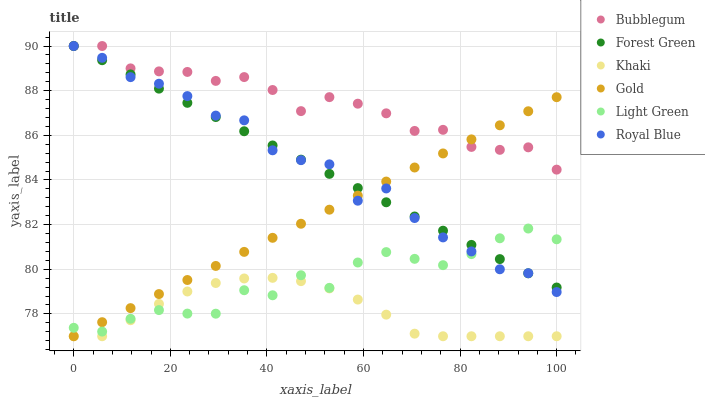 title
Bubblegum
Forest Green
Khaki
Gold
Light Green
Royal Blue
yaxis_label
90
88
86
84
82
80
78
0
20
40
60
80
100
xaxis_label